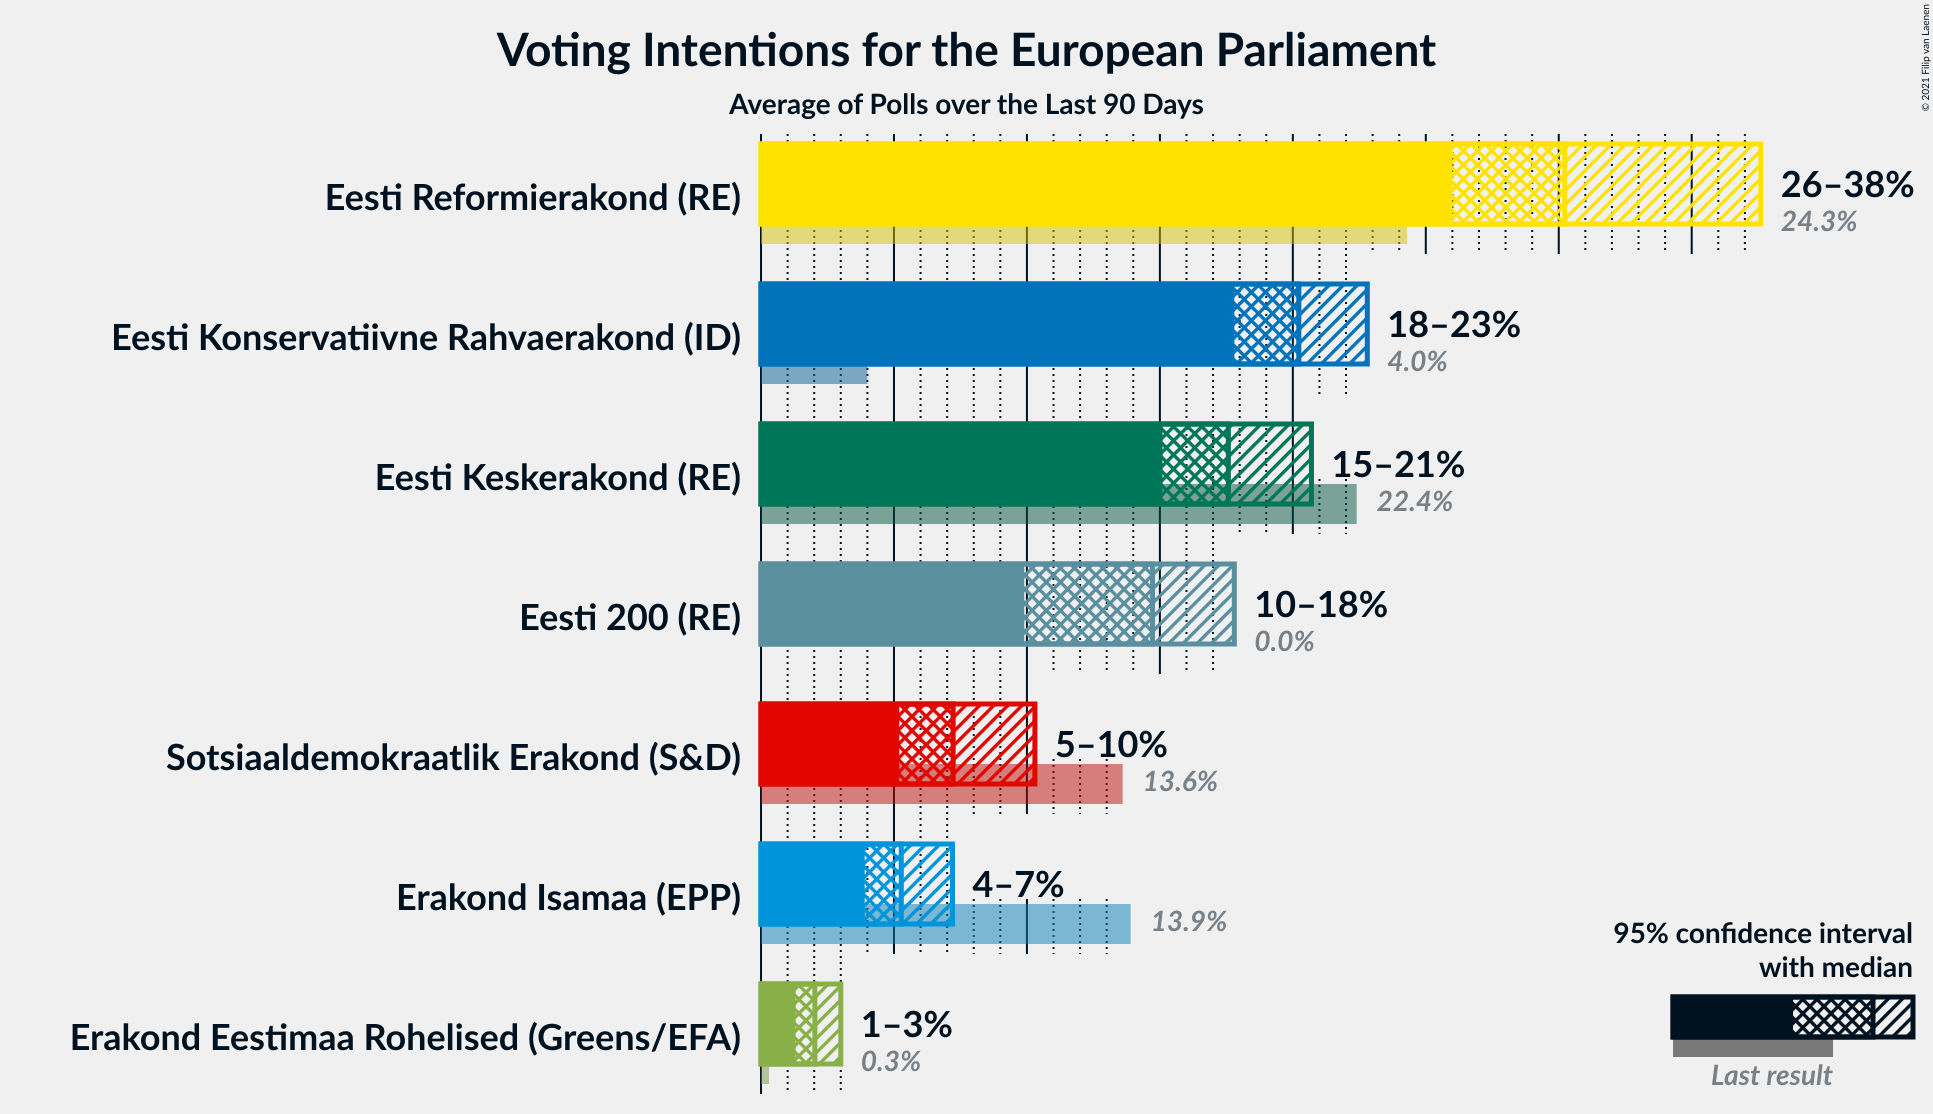 Voting Intentions for the European Parliament
Average of Polls over the Last 90 Days
© 2021 Filip van Laenen
Eesti Reformierakond (RE)
26–38%
24.3%
Eesti Konservatiivne Rahvaerakond (ID)
18–23%
4.0%
Eesti Keskerakond (RE)
15–21%
22.4%
Eesti 200 (RE)
10–18%
0.0%
Sotsiaaldemokraatlik Erakond (S&D)
5–10%
13.6%
Erakond Isamaa (EPP)
4–7%
13.9%
Erakond Eestimaa Rohelised (Greens/EFA)
1–3%
0.3%
95% confidence interval
with median
Last result